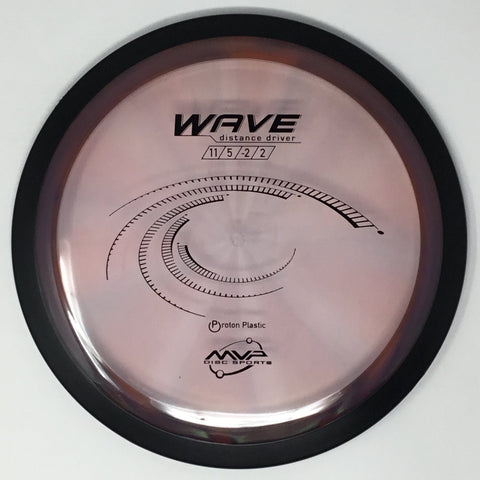 WAVE
distance driver
11/5/-2/2
Proton Plastic
MVP
DISC SPORTS